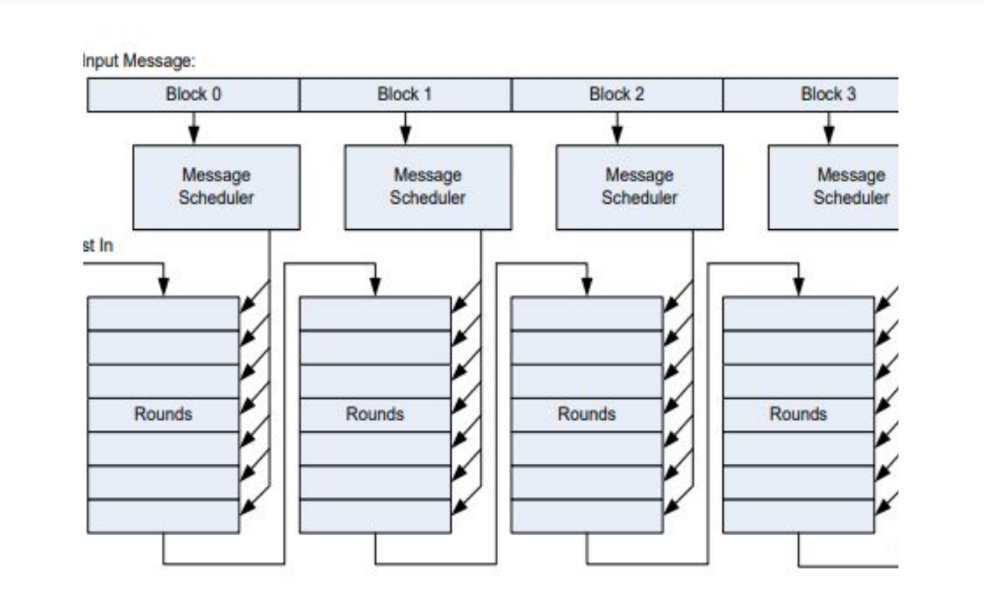 Input Message:
Block 0
Block 1
Block 2
Block 3
Message
Scheduler
Message
Scheduler
Message
Scheduler
Message
Scheduler
st In
Rounds
Rounds
Rounds
Rounds